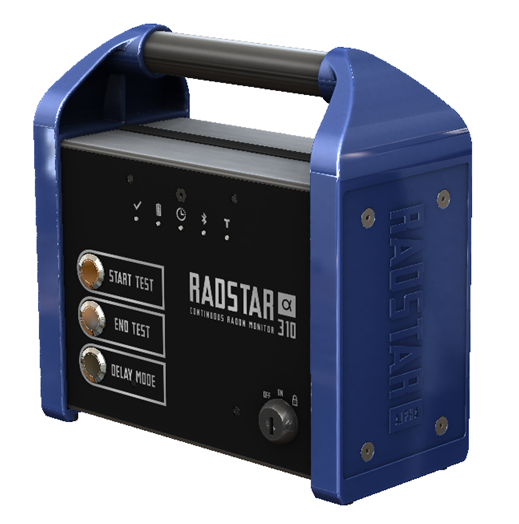 START TEST
END TEST
DELAY MODE
RADSTAR α
CONTINUOUS RADON MONITOR 310
OFF ON
RADSTAR